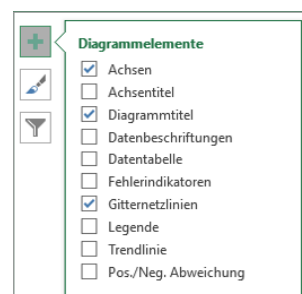 Diagrammelemente
Achsen
Achsentitel
Diagrammtitel
Datenbeschriftungen
Datentabelle
Fehlerindikatoren
Gitternetzlinien
Legende
Trendlinie
Pos./Neg. Abweichung